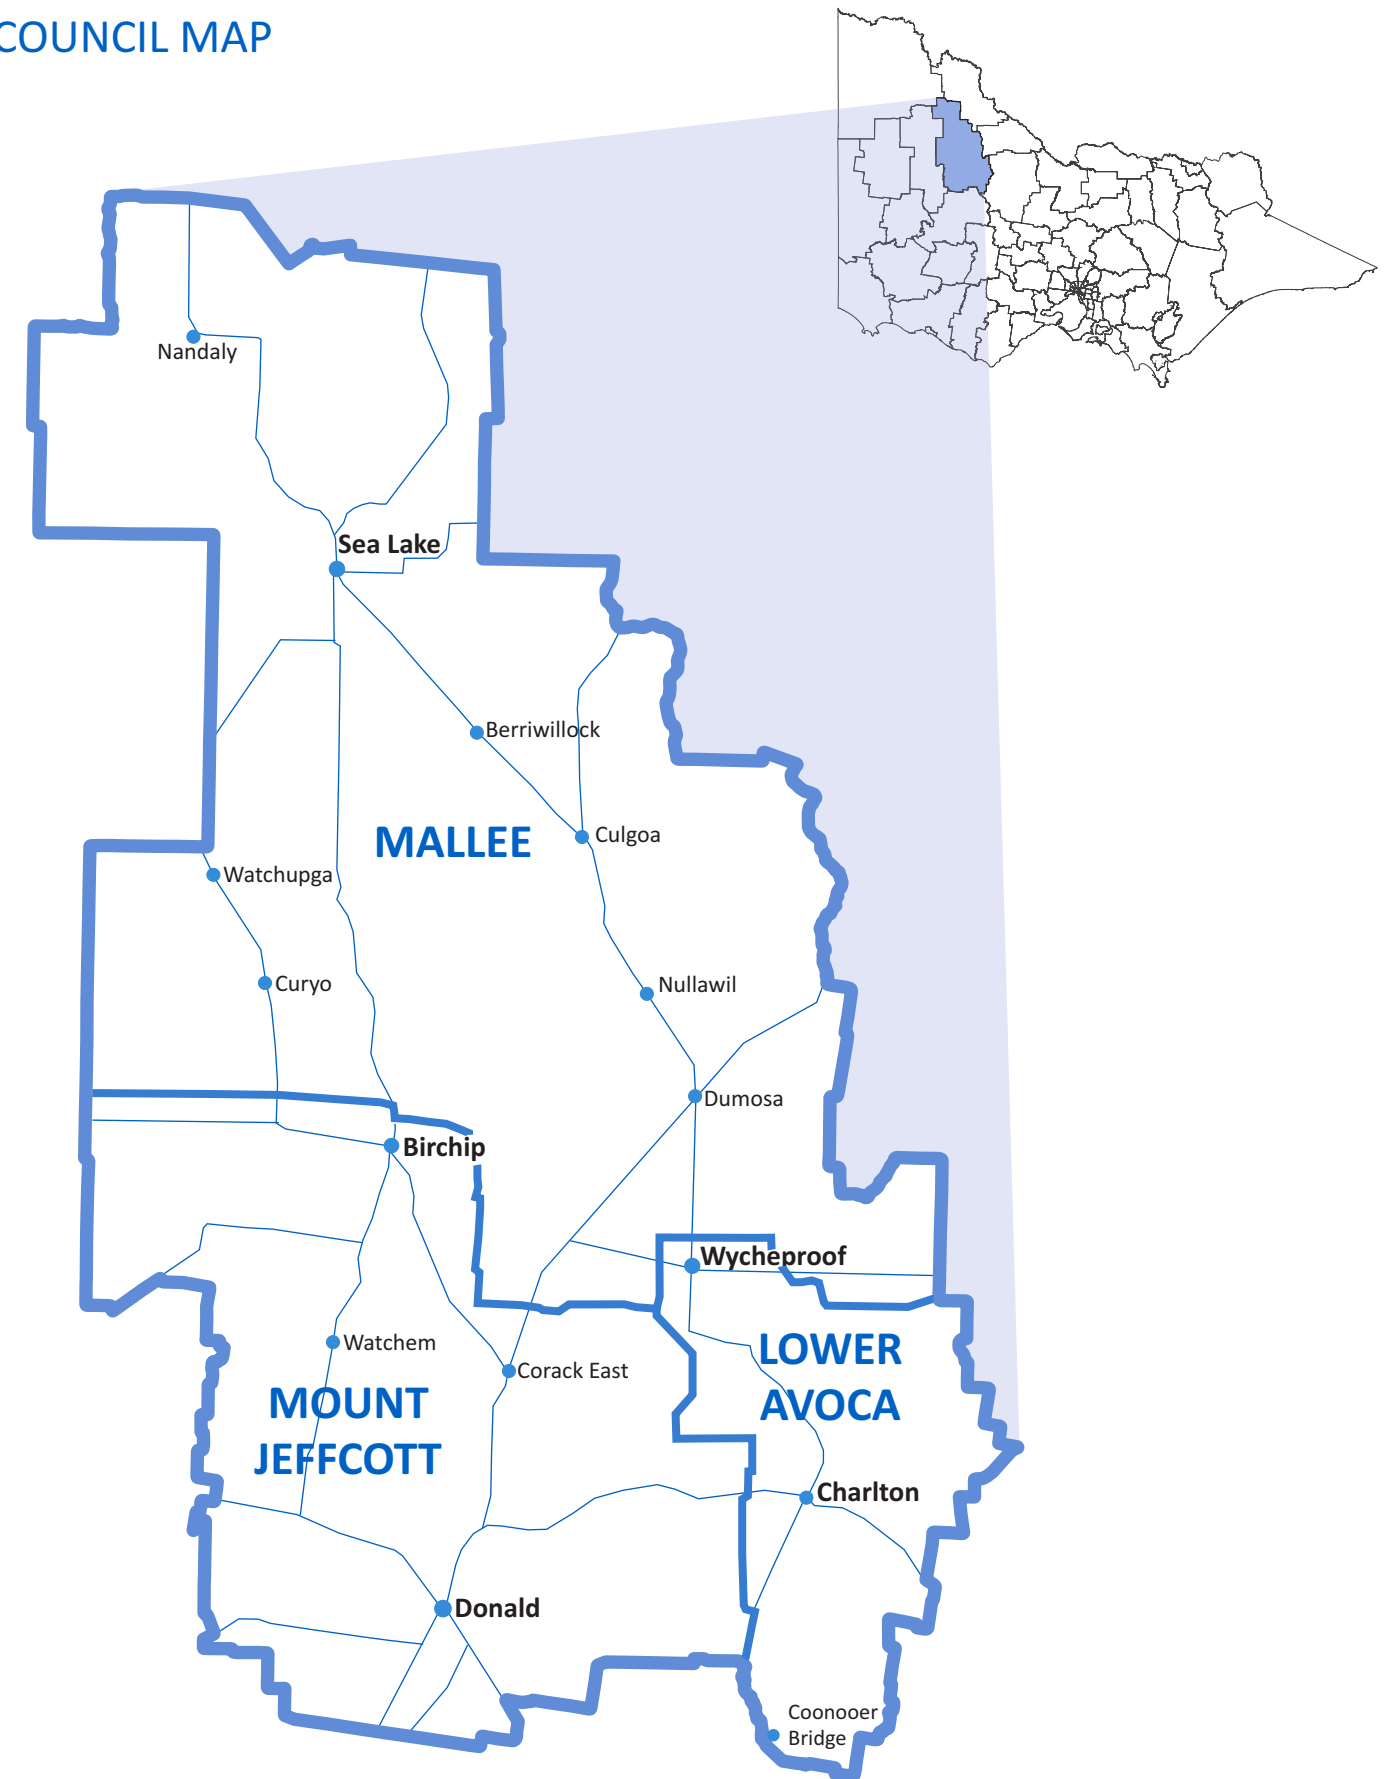 COUNCIL MAP
Nandaly
Sea Lake
Berriwillock
Culgoa
MALLEE
Watchupga
Curyo
Nullawil
Dumosa
Birchip
Wycheproof
Watchem
Corack East
LOWER
AVOCA
MOUNT
JEFFCOTT
Charlton
Donald
Coonooer
Bridge